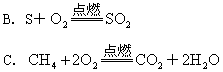 B. S+O₂ =点燃= SO₂
C. CH₄+2O₂ =点燃= CO₂+2H₂O